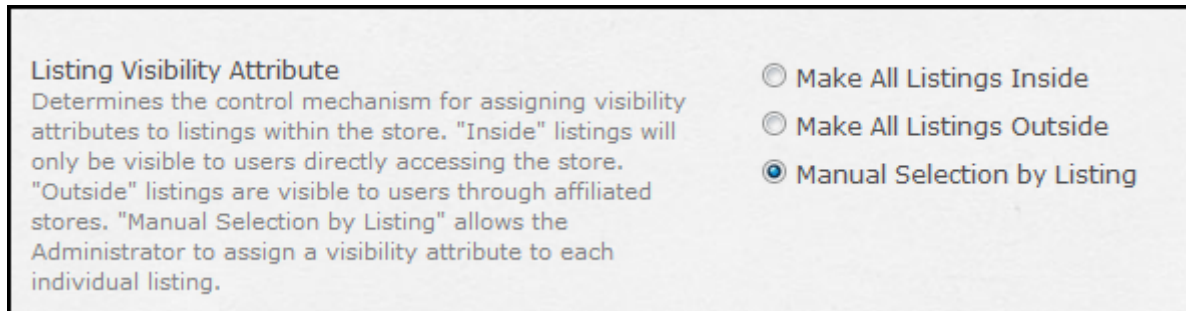 Listing Visibility Attribute
Determines the control mechanism for assigning visibility
attributes to listings within the store. "Inside" listings will
only be visible to users directly accessing the store.
"Outside" listings are visible to users through affiliated
stores. "Manual Selection by Listing" allows the
Administrator to assign a visibility attribute to each
individual listing.
Make All Listings Inside
Make All Listings Outside
Manual Selection by Listing